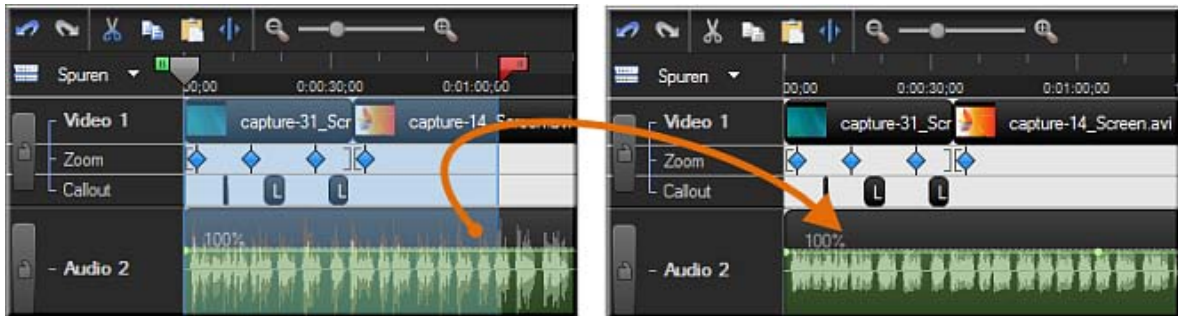 Spuren
00;00 0:00:30;00 0:01:00;00
Video 1
capture-31_Scr capture-14_Screen.avi
Zoom
Callout
L L
100%
- Audio 2
Spuren
00;00 0:00:30;00 0:01:00;00
Video 1
capture-31_Scr capture-14_Screen.avi
Zoom
Callout
L L
100%
- Audio 2